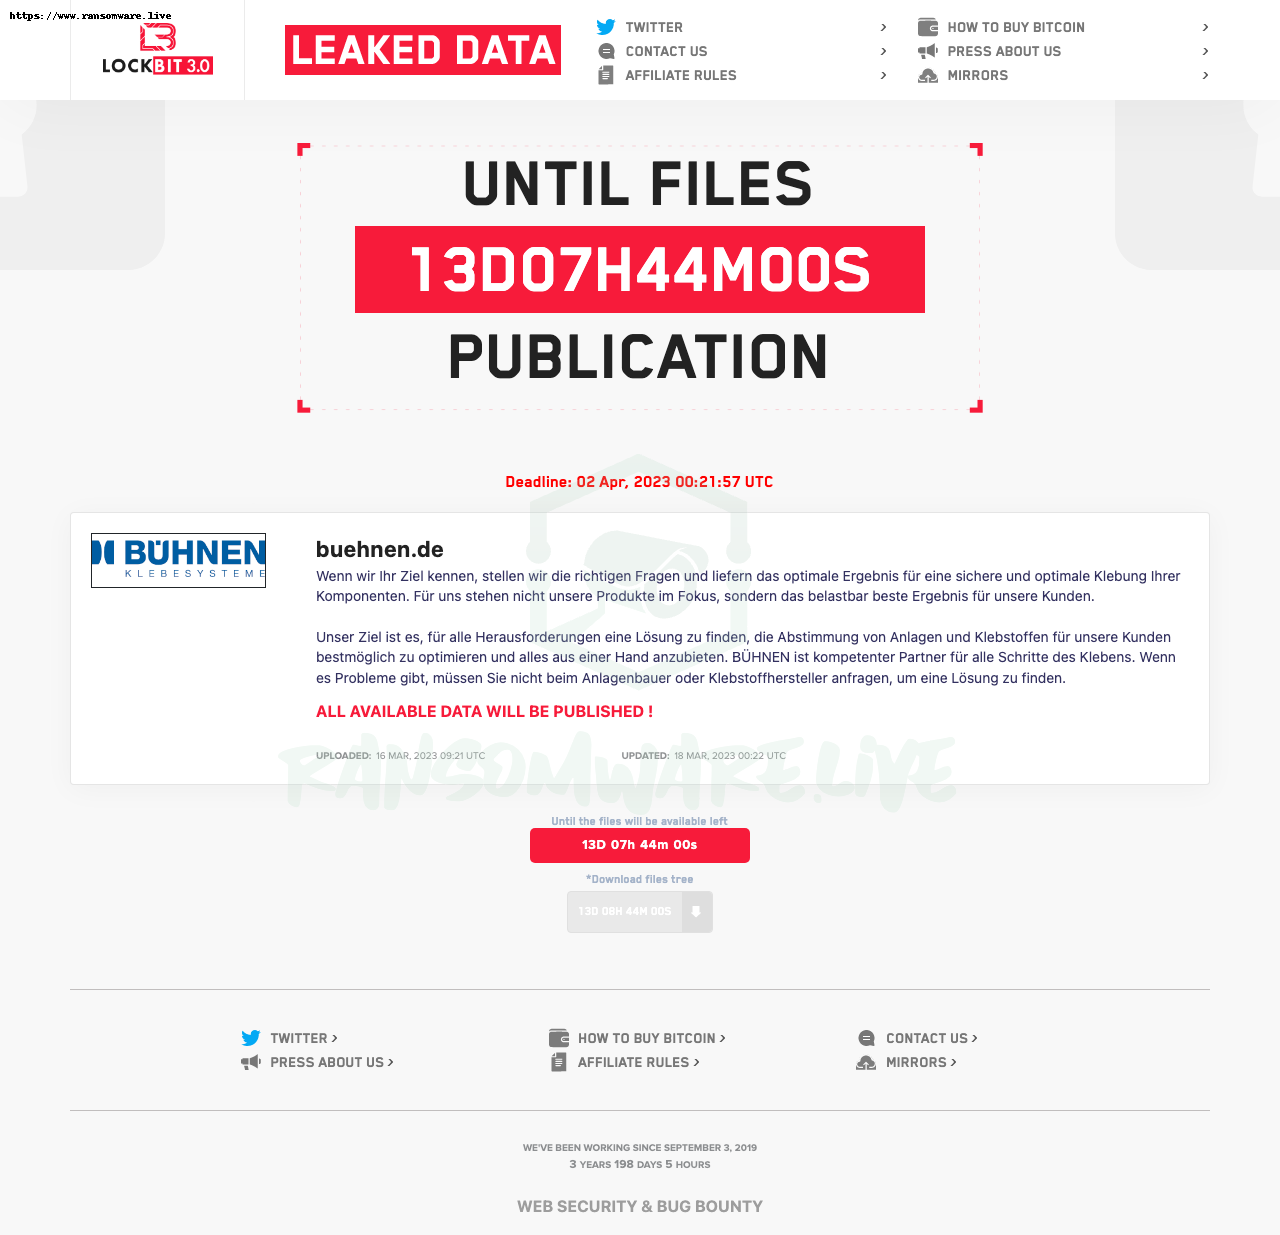 https://www.ransomware.live
LOCKBIT 3.0
LEAKED DATA
TWITTER >
CONTACT US >
AFFILIATE RULES >
HOW TO BUY BITCOIN >
PRESS ABOUT US >
MIRRORS >
UNTIL FILES
13D07H44M00S
PUBLICATION
Deadline: 02 Apr, 2023 00:21:57 UTC
BÜHNEN
KLEBESYSTEME
buehnen.de
Wenn wir Ihr Ziel kennen, stellen wir die richtigen Fragen und liefern das optimale Ergebnis für eine sichere und optimale Klebung Ihrer
Komponenten. Für uns stehen nicht unsere Produkte im Fokus, sondern das belastbar beste Ergebnis für unsere Kunden.
Unser Ziel ist es, für alle Herausforderungen eine Lösung zu finden, die Abstimmung von Anlagen und Klebstoffen für unsere Kunden
bestmöglich zu optimieren und alles aus einer Hand anzubieten. BÜHNEN ist kompetenter Partner für alle Schritte des Klebens. Wenn
es Probleme gibt, müssen Sie nicht beim Anlagenbauer oder Klebstoffhersteller anfragen, um eine Lösung zu finden.
ALL AVAILABLE DATA WILL BE PUBLISHED !
UPLOADED: 16 MAR, 2023 09:21 UTC
UPDATED: 18 MAR, 2023 00:22 UTC
RANSOMWARE.LIVE
Until the files will be available left
13D 07h 44m 00s
*Download files tree
13D 08H 44M 00S
TWITTER >
HOW TO BUY BITCOIN >
CONTACT US >
PRESS ABOUT US >
AFFILIATE RULES >
MIRRORS >
WE'VE BEEN WORKING SINCE SEPTEMBER 3, 2019
3 YEARS 198 DAYS 5 HOURS
WEB SECURITY & BUG BOUNTY